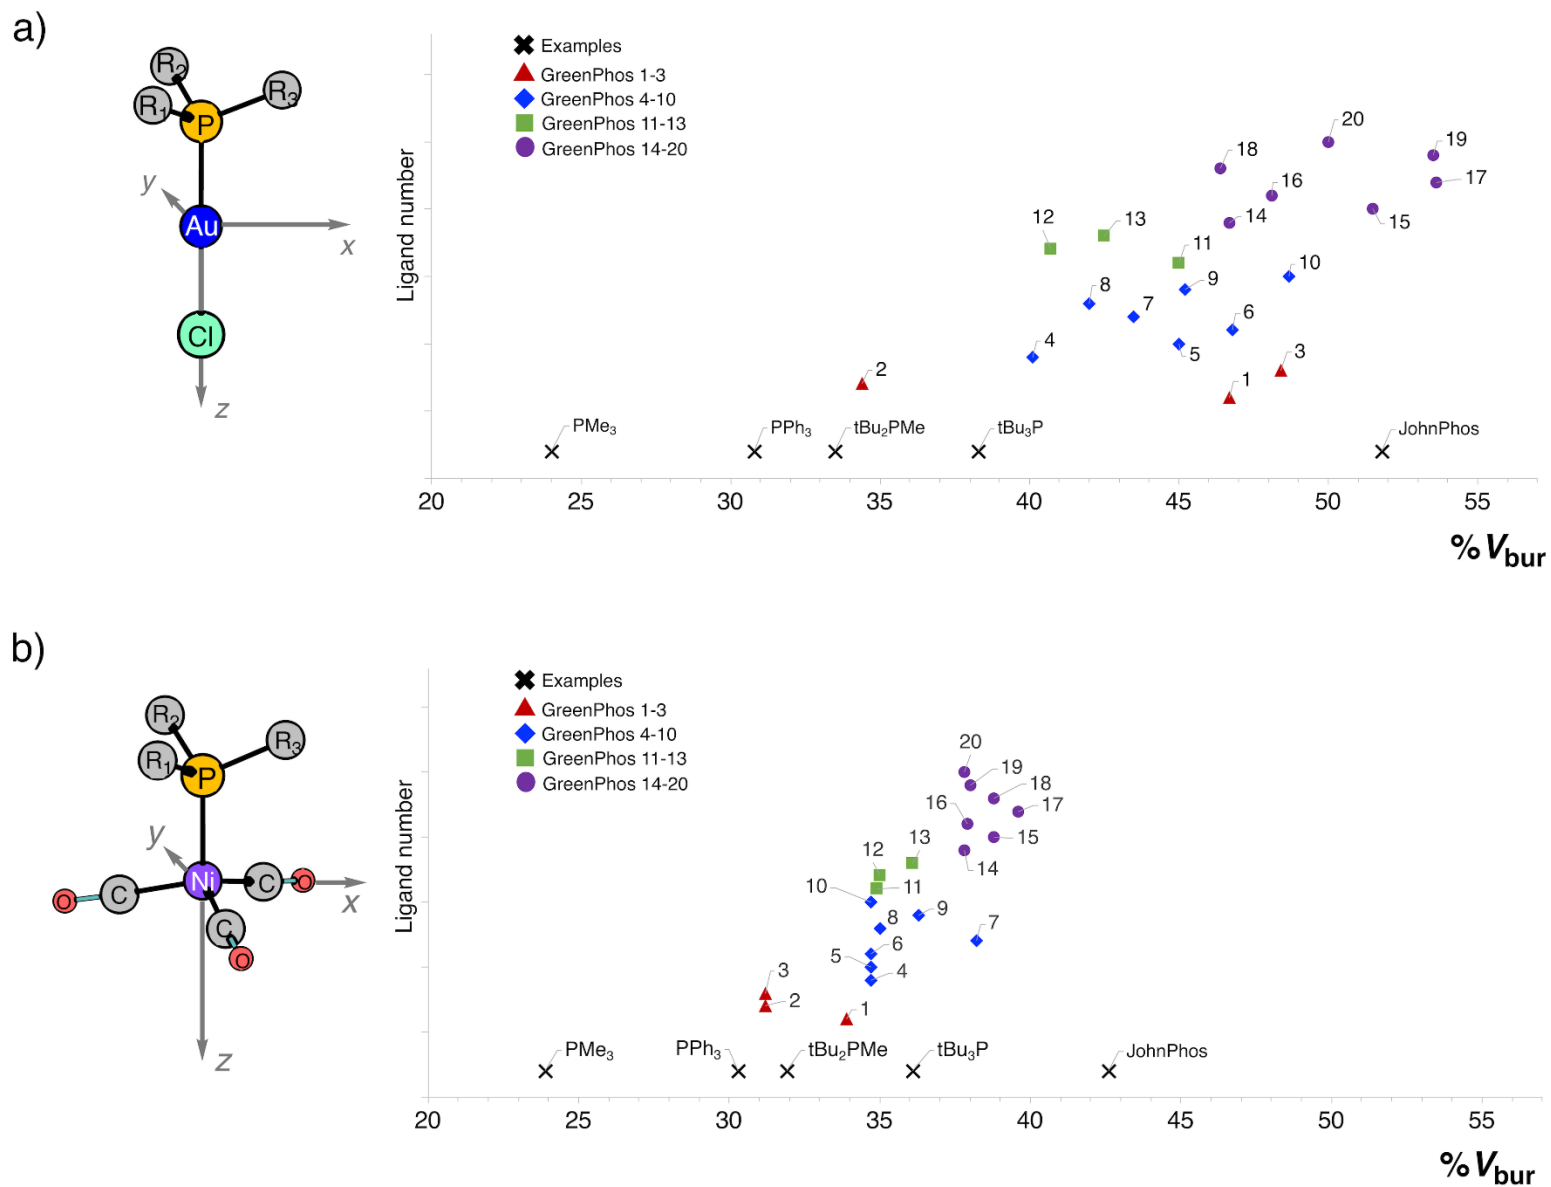 a)
R2
R1
R3
P
y
Au
x
Cl
z
Examples
GreenPhos 1-3
GreenPhos 4-10
GreenPhos 11-13
GreenPhos 14-20
Ligand number
20
19
18
17
16
15
14
13
12
11
10
9
8
7
6
5
4
3
2
1
PMe3
PPh3
tBu2PMe
tBu3P
JohnPhos
20 25 30 35 40 45 50 55
%Vbur
b)
R2
R1
R3
P
y
Ni
C
O
C
O
C
O
x
z
Examples
GreenPhos 1-3
GreenPhos 4-10
GreenPhos 11-13
GreenPhos 14-20
Ligand number
20
19
18
17
16
15
14
13
12
11
10
9
8
7
6
5
4
3
2
1
PMe3
PPh3
tBu2PMe
tBu3P
JohnPhos
20 25 30 35 40 45 50 55
%Vbur